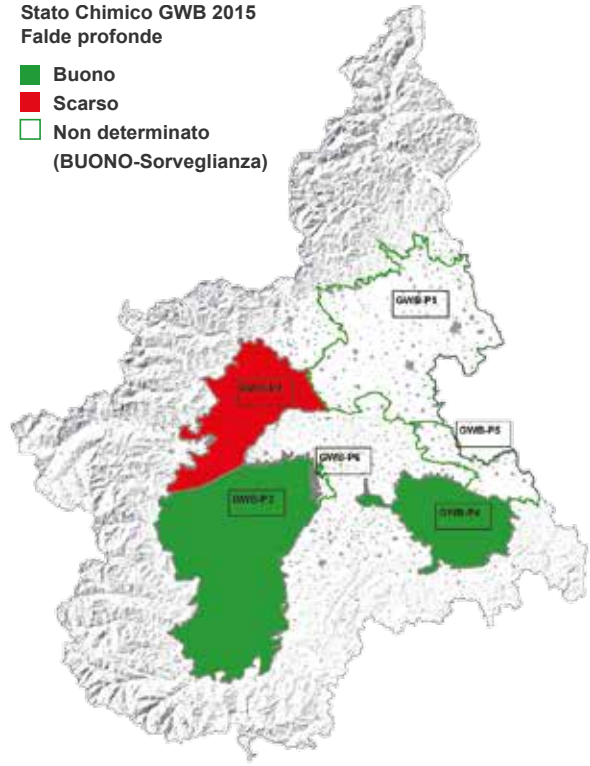 Stato Chimico GWB 2015
Falde profonde
Buono
Scarso
Non determinato
(BUONO-Sorveglianza)
GWB-P1
GWB-P5
GWB-P6
GWB-P3
GWB-P4